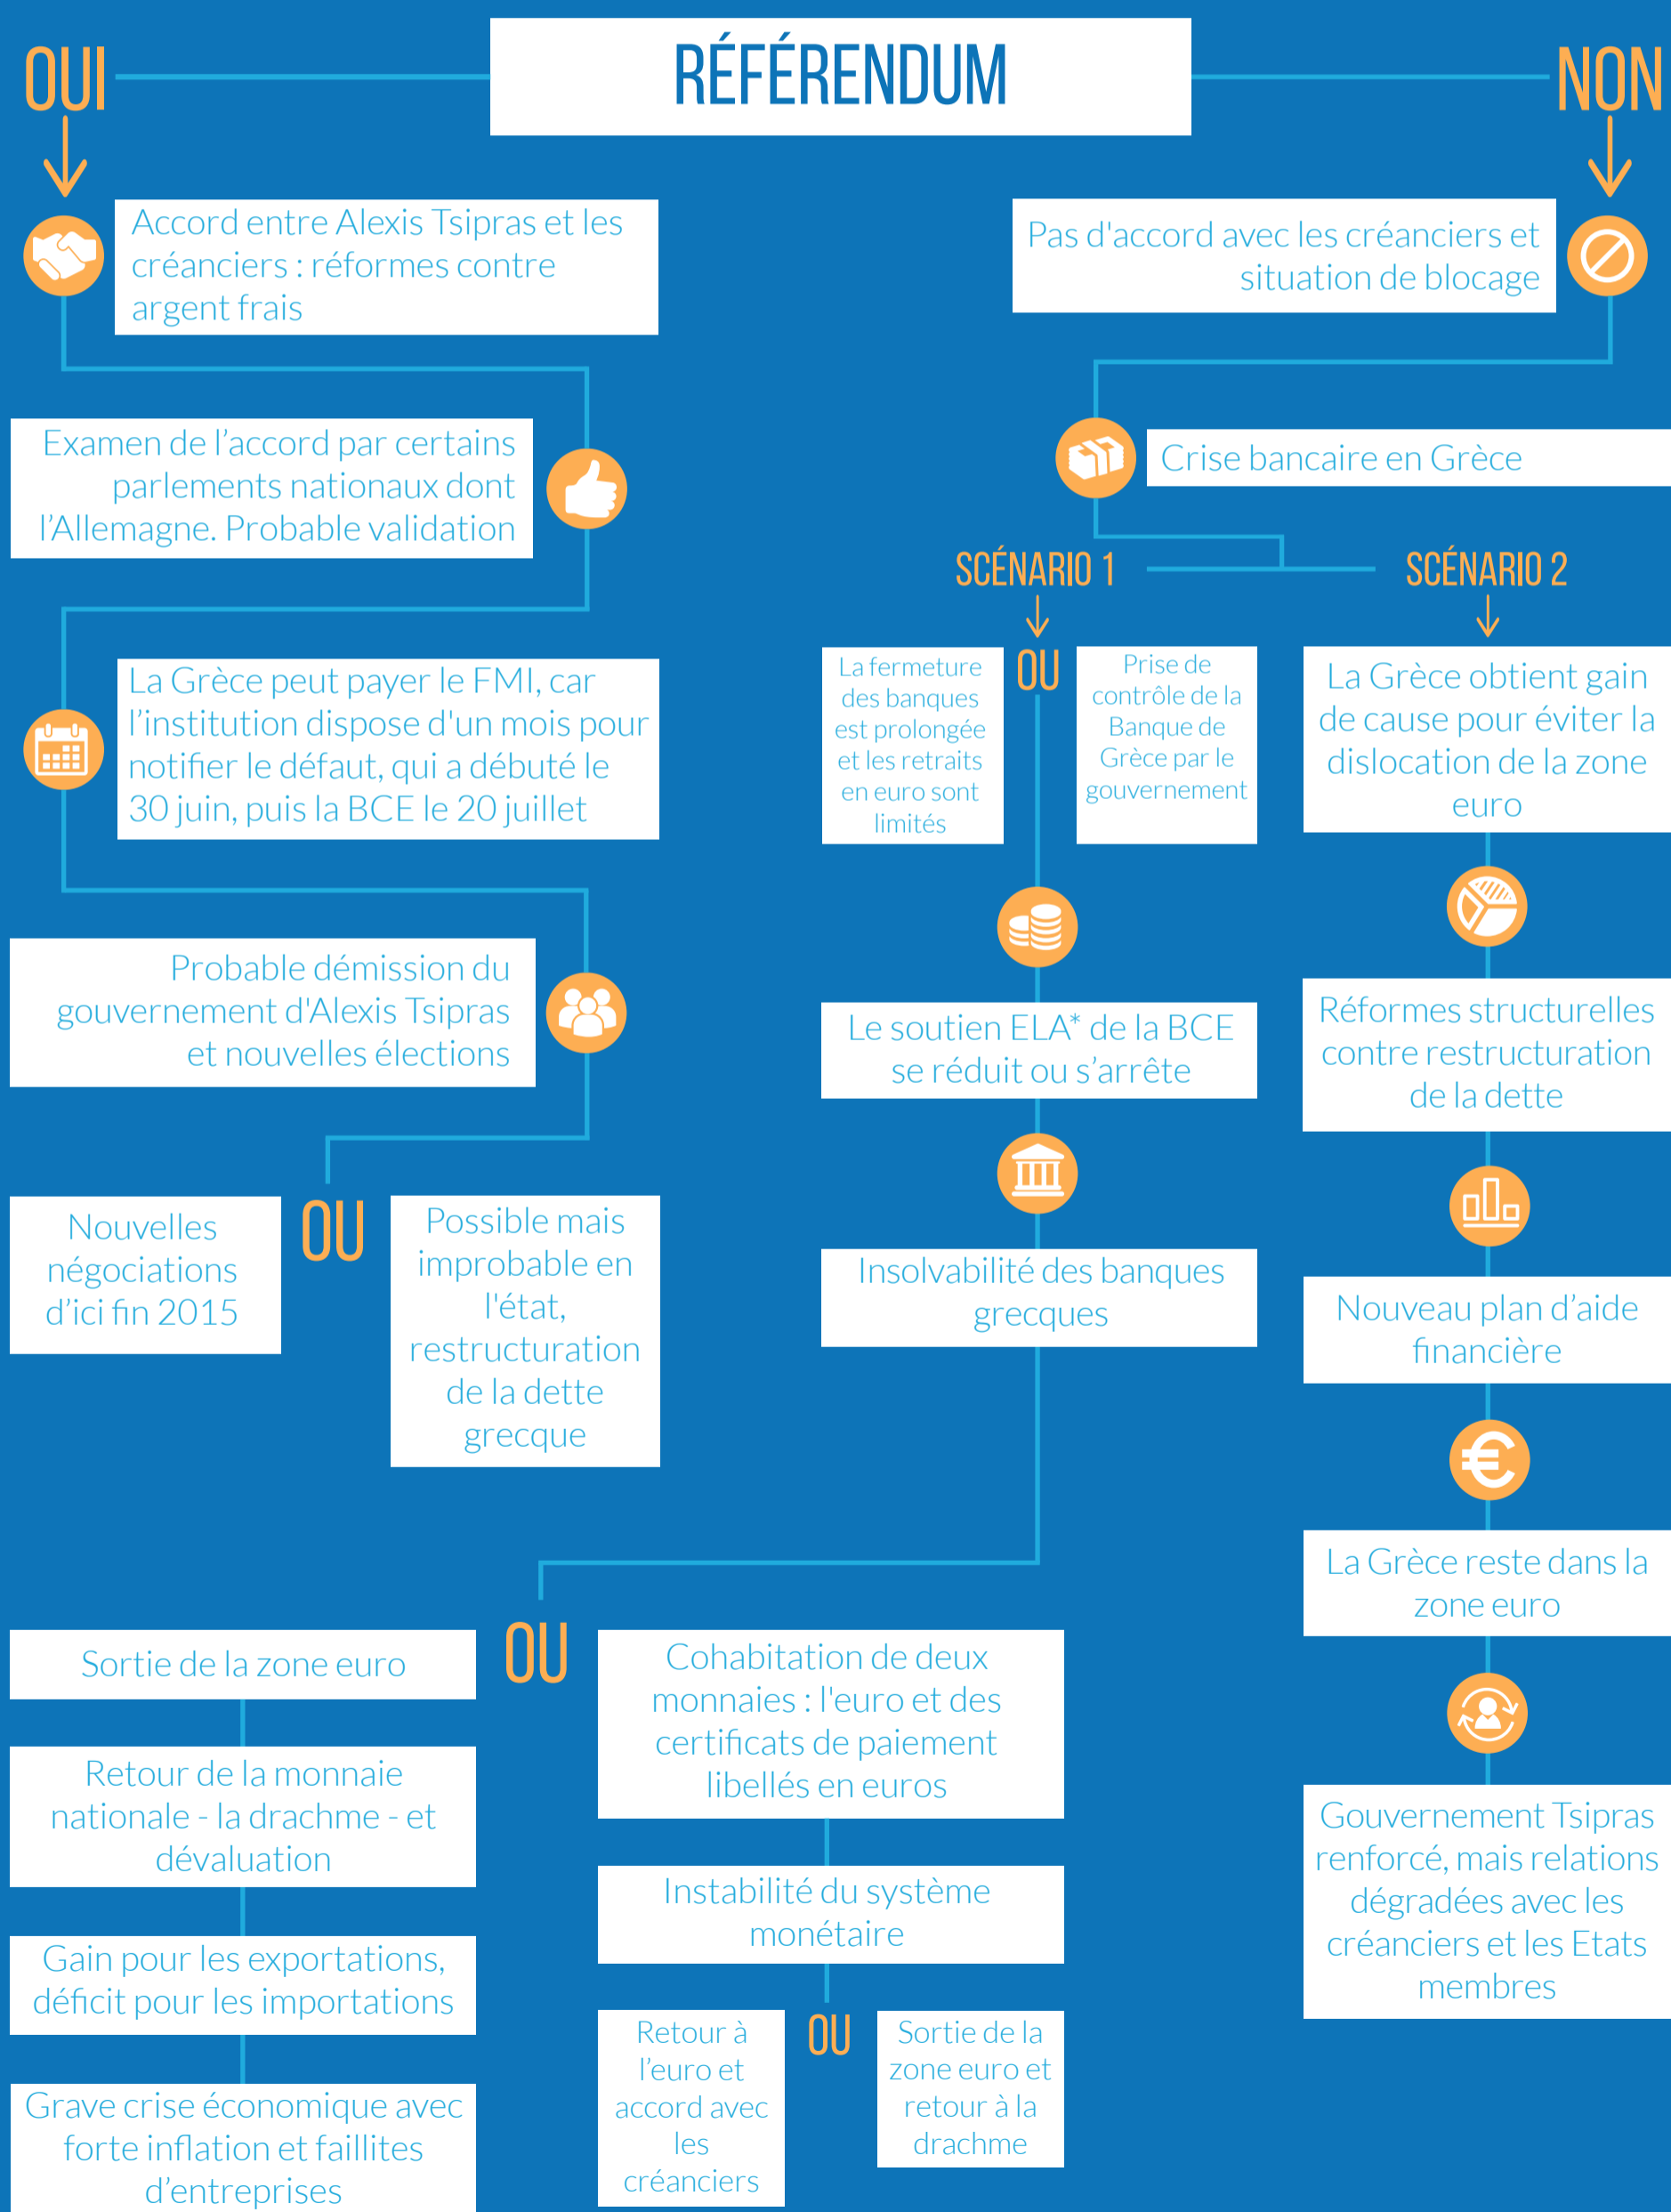 RÉFÉRENDUM
OUI
Accord entre Alexis Tsipras et les
créanciers : réformes contre
argent frais
Examen de l’accord par certains
parlements nationaux dont
l’Allemagne. Probable validation
La Grèce peut payer le FMI, car
l’institution dispose d'un mois pour
notifier le défaut, qui a débuté le
30 juin, puis la BCE le 20 juillet
Probable démission du
gouvernement d'Alexis Tsipras
et nouvelles élections
Nouvelles
négociations
d’ici fin 2015
OU
Possible mais
improbable en
l'état,
restructuration
de la dette
grecque
NON
Pas d'accord avec les créanciers et
situation de blocage
Crise bancaire en Grèce
SCÉNARIO 1
La fermeture
des banques
est prolongée
et les retraits
en euro sont
limités
OU
Prise de
contrôle de la
Banque de
Grèce par le
gouvernement
Le soutien ELA* de la BCE
se réduit ou s’arrête
Insolvabilité des banques
grecques
Sortie de la zone euro
Retour de la monnaie
nationale - la drachme - et
dévaluation
Gain pour les exportations,
déficit pour les importations
Grave crise économique avec
forte inflation et faillites
d’entreprises
OU
Cohabitation de deux
monnaies : l'euro et des
certificats de paiement
libellés en euros
Instabilité du système
monétaire
Retour à
l’euro et
accord avec
les
créanciers
OU
Sortie de la
zone euro et
retour à la
drachme
SCÉNARIO 2
La Grèce obtient gain
de cause pour éviter la
dislocation de la zone
euro
Réformes structurelles
contre restructuration
de la dette
Nouveau plan d’aide
financière
La Grèce reste dans la
zone euro
Gouvernement Tsipras
renforcé, mais relations
dégradées avec les
créanciers et les Etats
membres